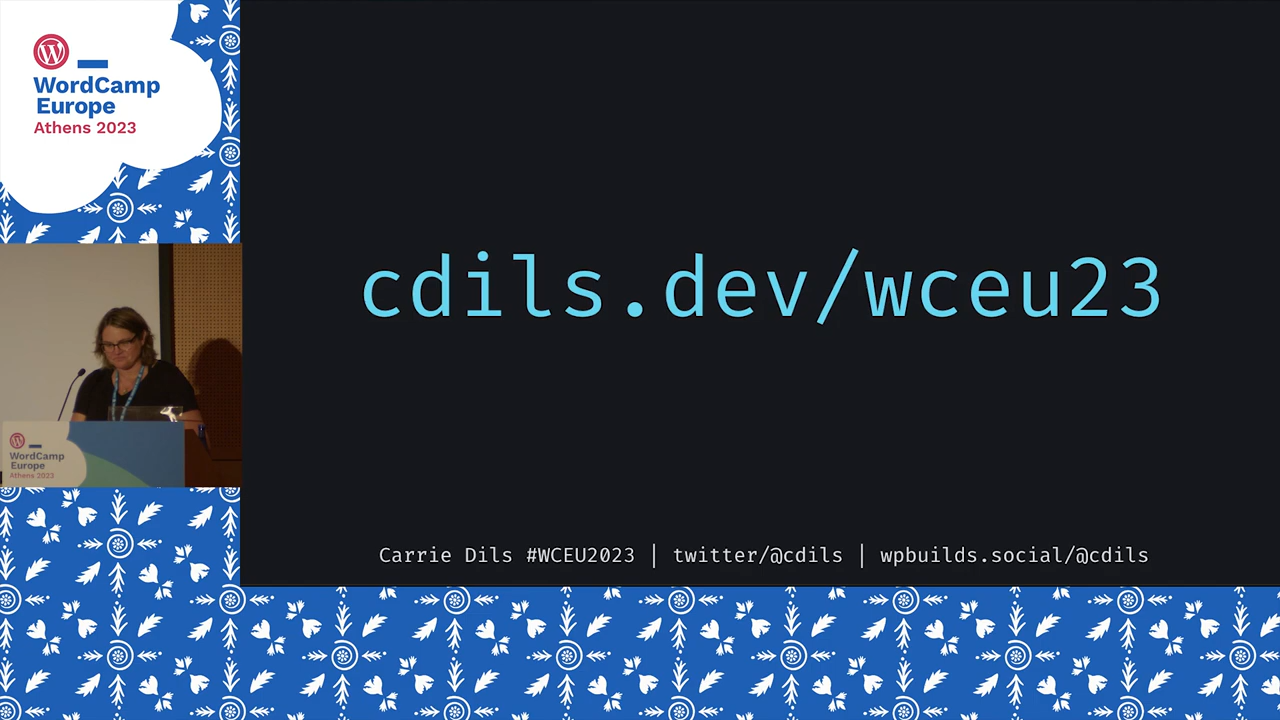 WordCamp
Europe
Athens 2023
cdils.dev/wceu23
WordCamp
Europe
Athens 2023
Carrie Dils #WCEU2023 | twitter/@cdils | wpbuilds.social/@cdils